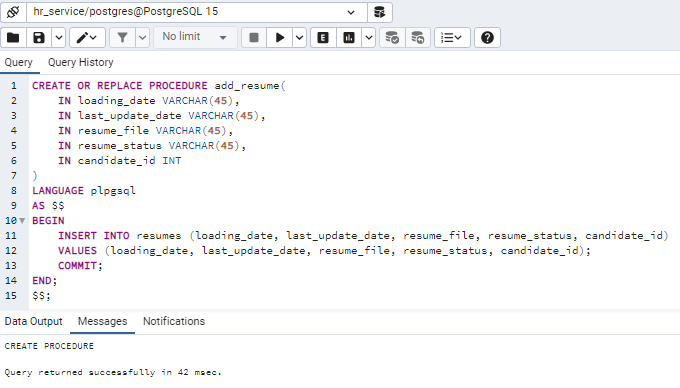 hr_service/postgres@PostgreSQL 15
No limit
E
Query Query History
1 CREATE OR REPLACE PROCEDURE add_resume(
2 IN loading_date VARCHAR(45),
3 IN last_update_date VARCHAR(45),
4 IN resume_file VARCHAR(45),
5 IN resume_status VARCHAR(45),
6 IN candidate_id INT
7 )
8 LANGUAGE plpgsql
9 AS $$
10 BEGIN
11 INSERT INTO resumes (loading_date, last_update_date, resume_file, resume_status, candidate_id)
12 VALUES (loading_date, last_update_date, resume_file, resume_status, candidate_id);
13 COMMIT;
14 END;
15 $$;
Data Output Messages Notifications
CREATE PROCEDURE
Query returned successfully in 42 msec.